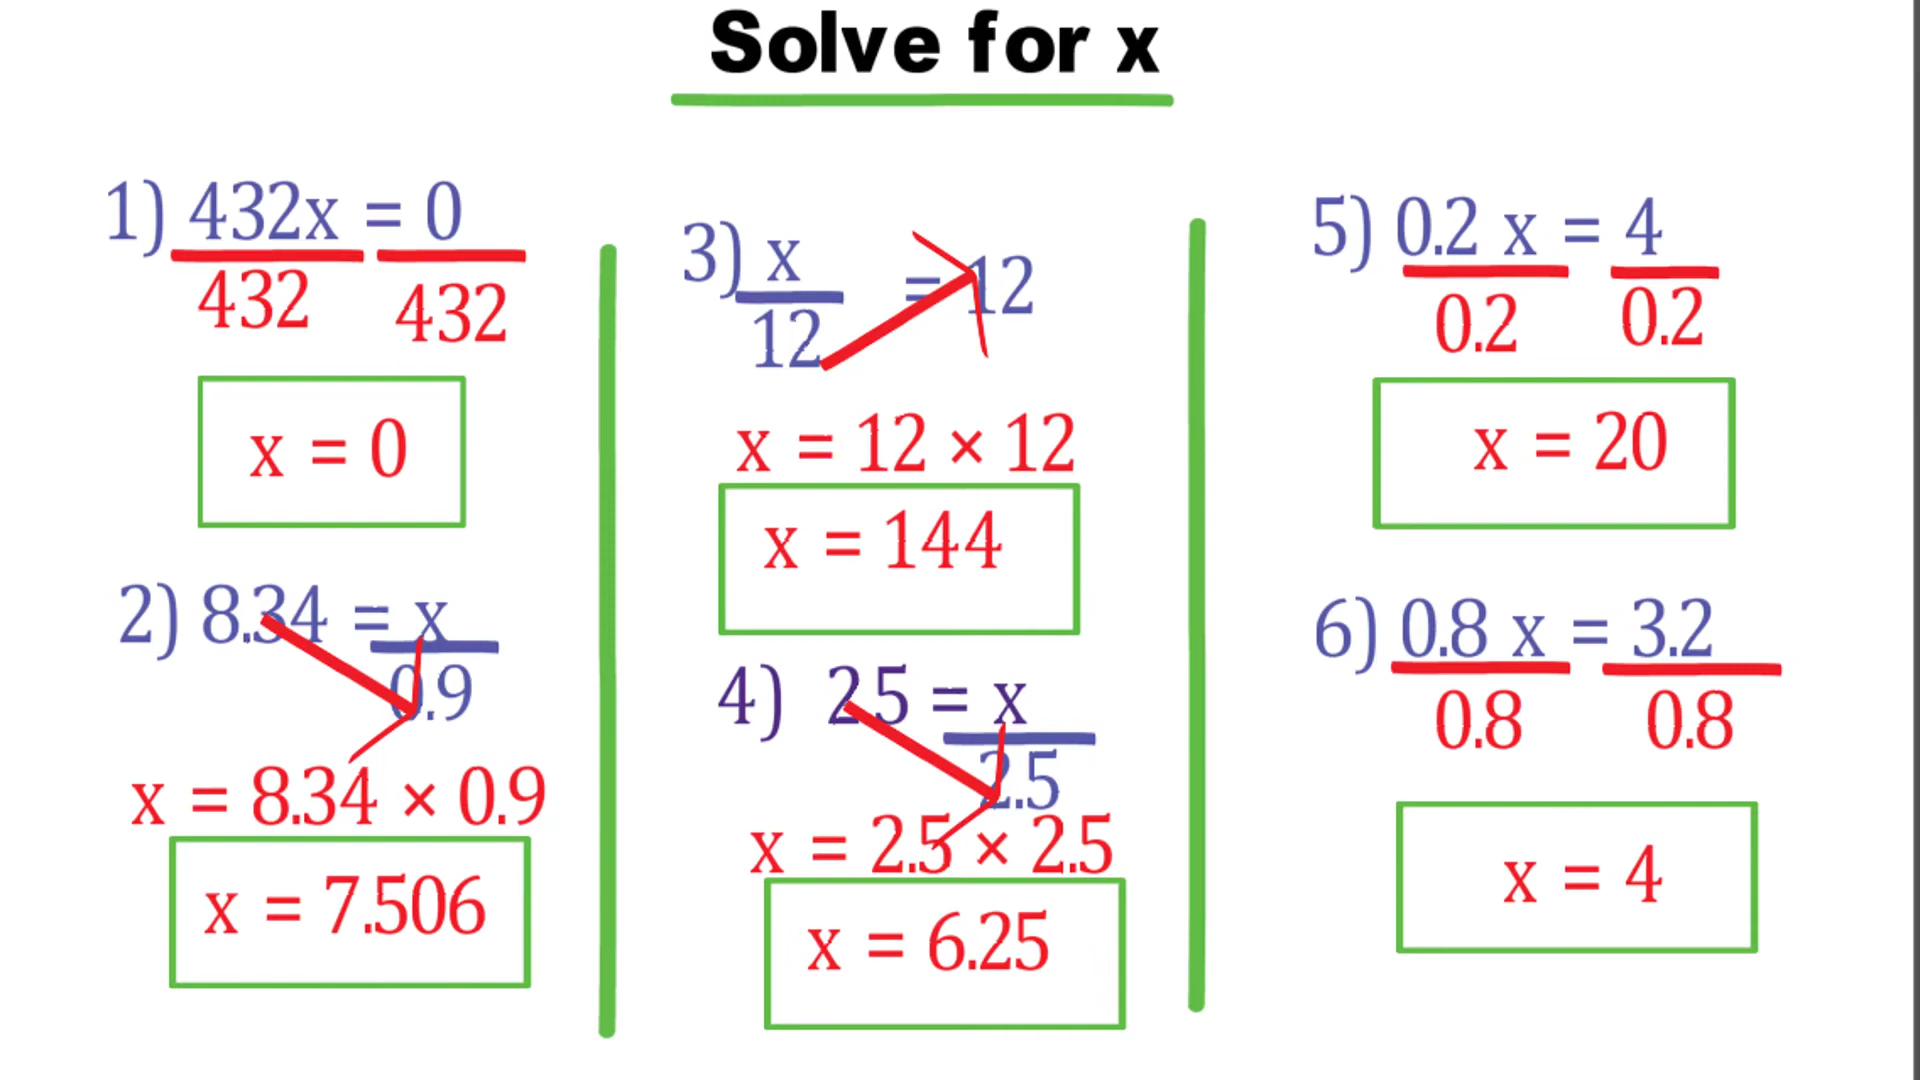 Solve for x
1) 432x = 0
432 432
x = 0
2) 8.34 = x
0.9
x = 8.34 × 0.9
x = 7.506
3) x = 12
12
x = 12 × 12
x = 144
4) 2.5 = x
2.5
x = 2.5 × 2.5
x = 6.25
5) 0.2 x = 4
0.2 0.2
x = 20
6) 0.8 x = 3.2
0.8 0.8
x = 4